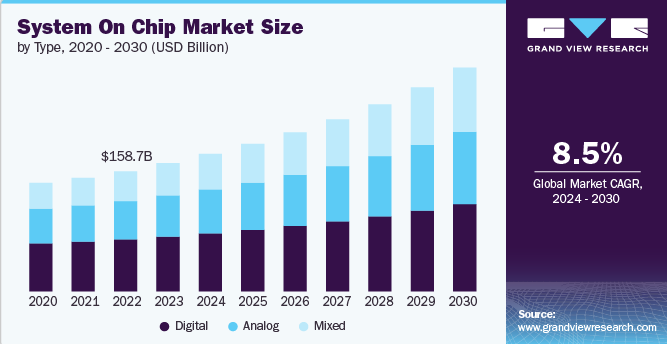 System On Chip Market Size
by Type, 2020 - 2030 (USD Billion)
$158.7B
2020 2021 2022 2023 2024 2025 2026 2027 2028 2029 2030
Digital Analog Mixed
GRAND VIEW RESEARCH
8.5%
Global Market CAGR,
2024 - 2030
Source:
www.grandviewresearch.com